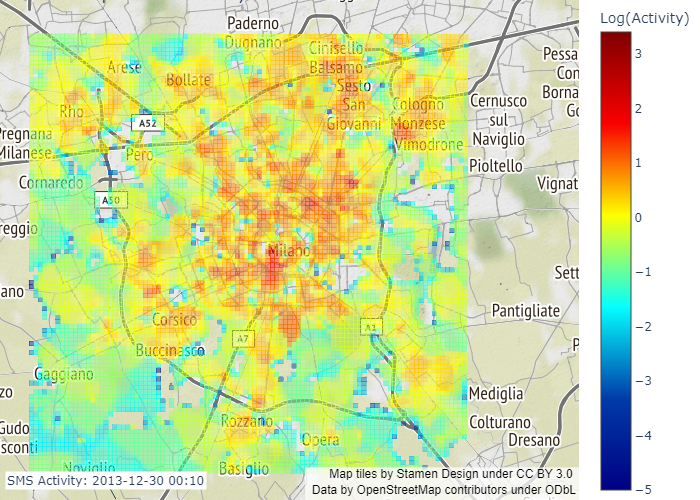 Log(Activity)
3
2
1
0
−1
−2
−3
−4
−5
Paderno
Dugnano
Cinisello
Balsamo
Arese
Bollate
Sesto
San
Giovanni
Rho
Cologno
Monzese
Cernusco
sul
Naviglio
Pessa
Con
Borna
Go
A52
Pregnana
Milanese
Pero
Vimodrone
Pioltello
Cornaredo
Vignat
A50
reggio
Milano
Sett
ano
Pantigliate
Corsico
A7
A1
Buccinasco
P
Gaggiano
zo
Mediglia
Rozzano
Colturano
Gudo
sconti
Opera
Dresano
Noviglio
Basiglio
SMS Activity: 2013-12-30 00:10
Map tiles by Stamen Design under CC BY 3.0
Data by OpenStreetMap contributors under ODbL